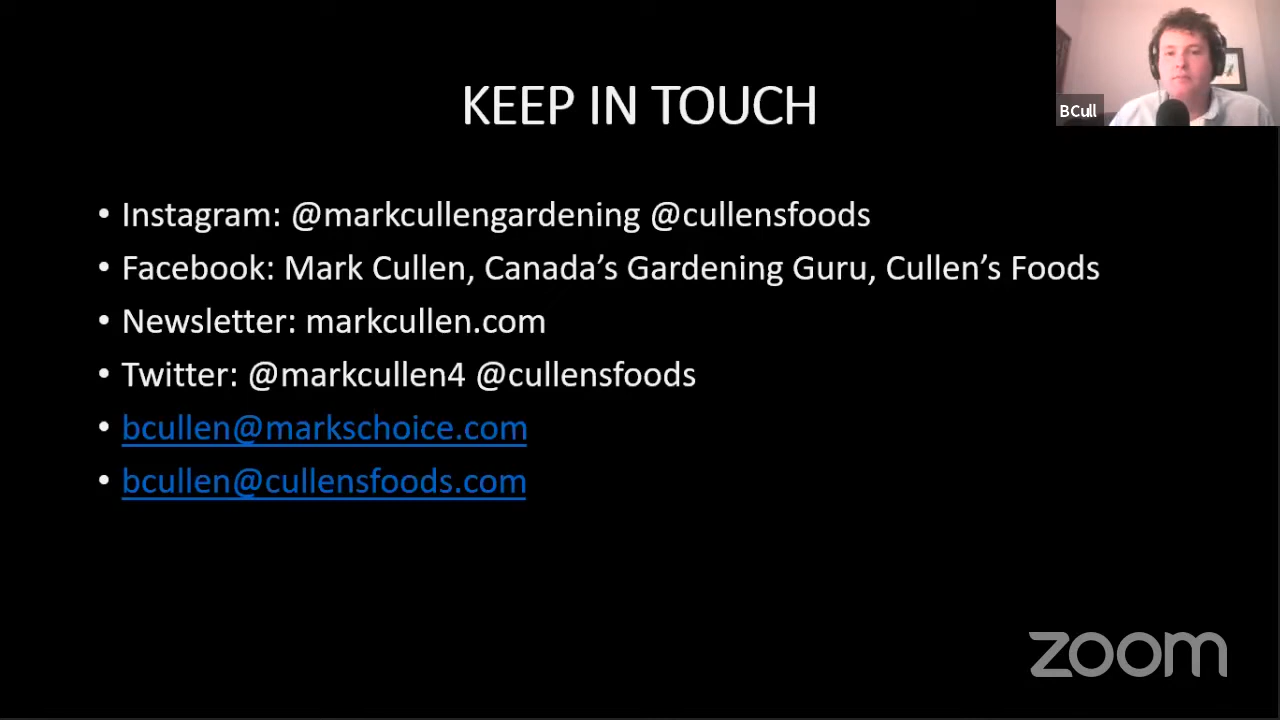 KEEP IN TOUCH
BCull
• Instagram: @markcullengardening @cullensfoods
• Facebook: Mark Cullen, Canada’s Gardening Guru, Cullen’s Foods
• Newsletter: markcullen.com
• Twitter: @markcullen4 @cullensfoods
• bcullen@markschoice.com
• bcullen@cullensfoods.com
zoom